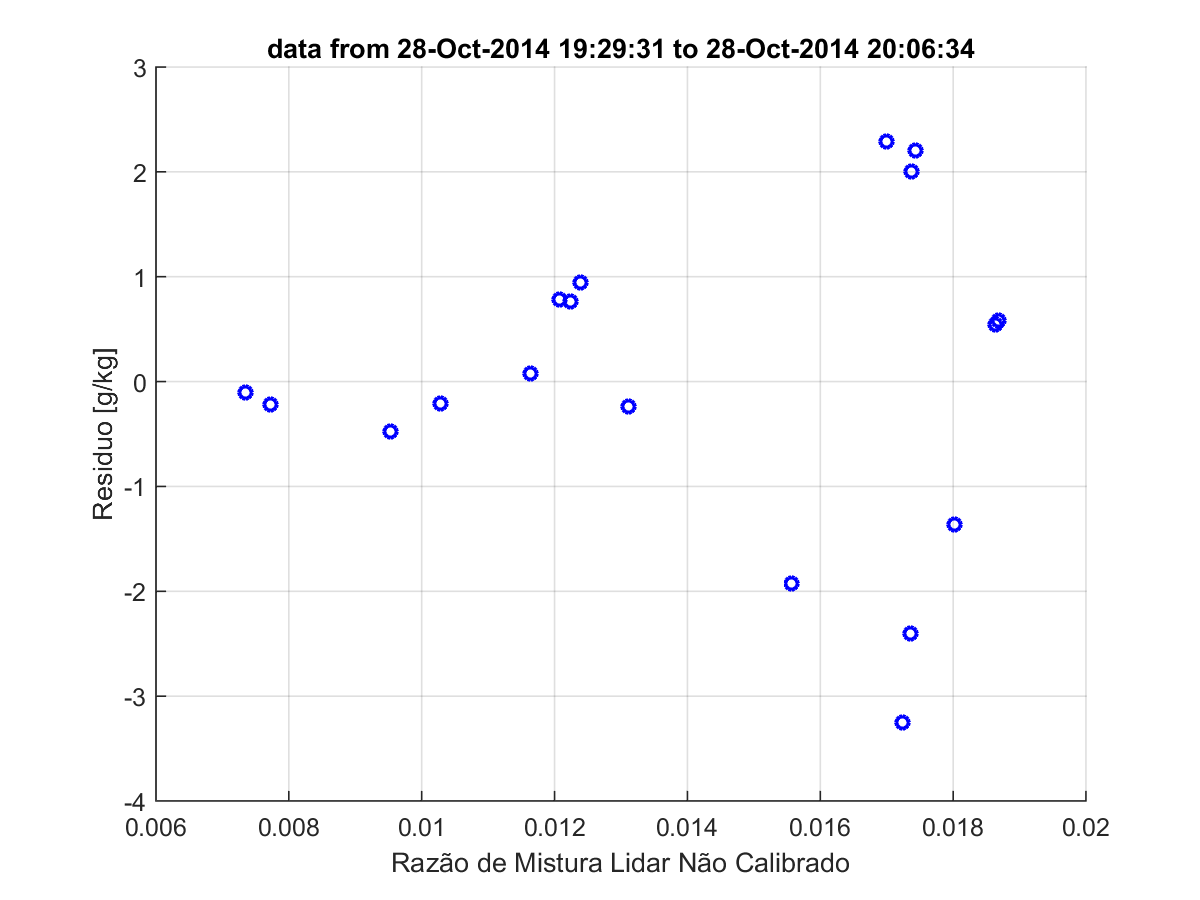 data from 28-Oct-2014 19:29:31 to 28-Oct-2014 20:06:34
3
2
1
0
-1
-2
-3
-4
Residuo [g/kg]
0.006 0.008 0.01 0.012 0.014 0.016 0.018 0.02
Razão de Mistura Lidar Não Calibrado